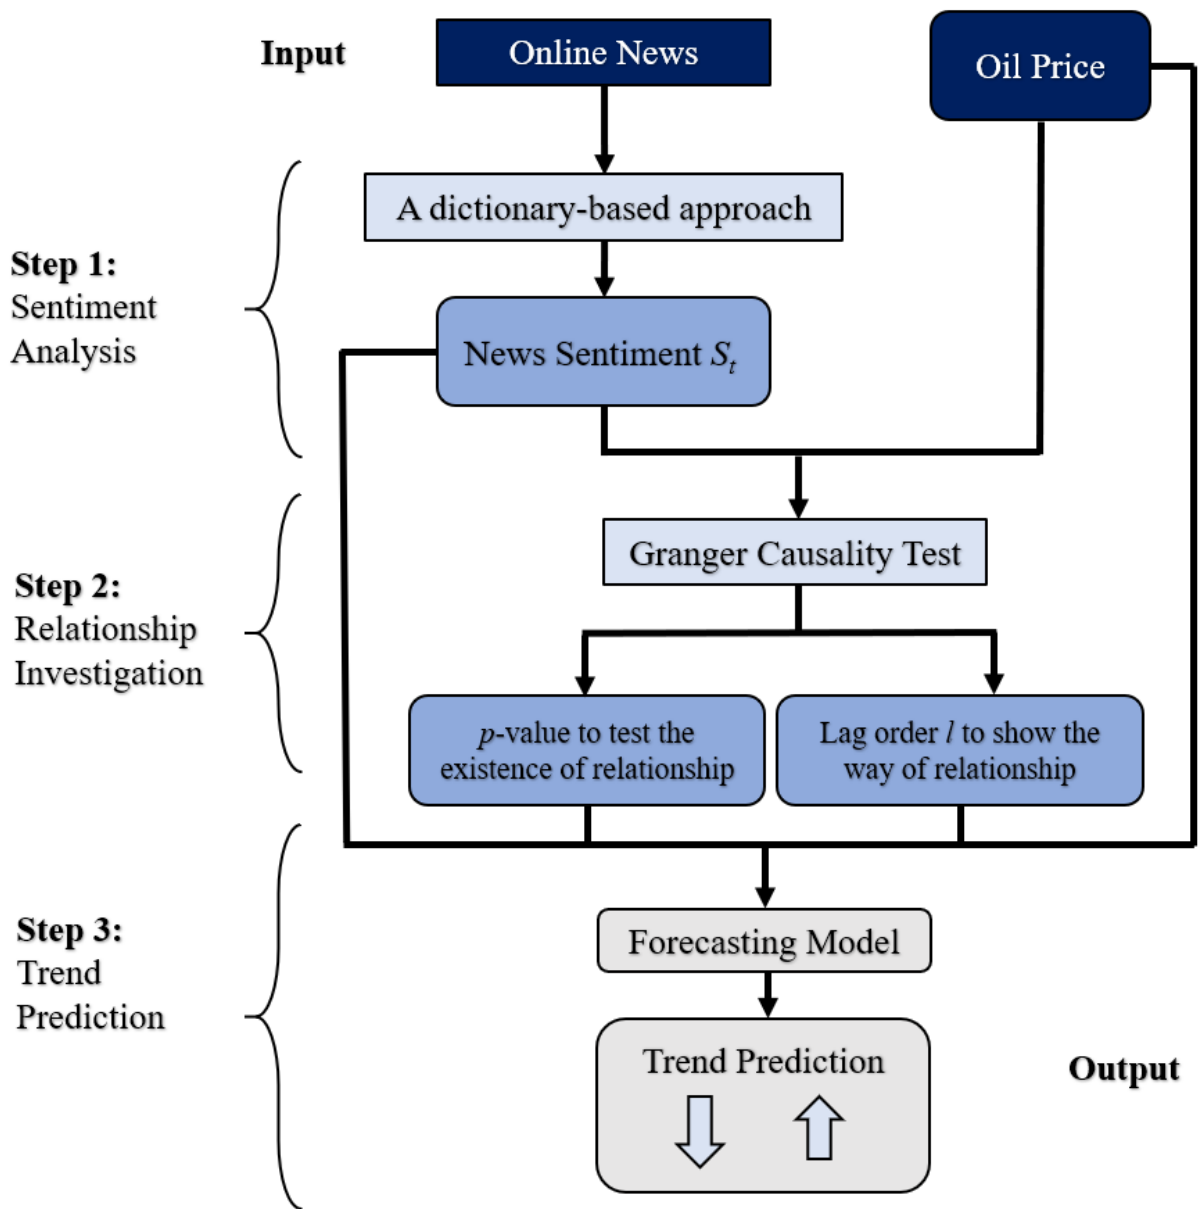 Input
Online News
Oil Price
A dictionary-based approach
Step 1:
Sentiment
Analysis
News Sentiment Sₜ
Granger Causality Test
Step 2:
Relationship
Investigation
p-value to test the
existence of relationship
Lag order l to show the
way of relationship
Step 3:
Trend
Prediction
Forecasting Model
Trend Prediction
Output